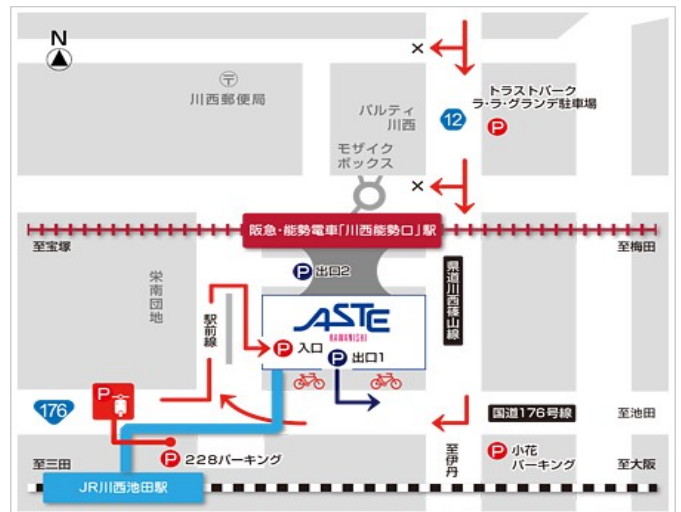 N
川西郵便局
パルティ
川西
12
トラストパーク
ラ・ラ・グランデ駐車場
P
モザイク
ボックス
阪急・能勢電車「川西能勢口」駅
至宝塚
至梅田
P 出口2
県道川西篠山線
栄南団地
駅前線
ASTE
KAWANISHI
P 入口
P 出口1
176
P
国道176号線
至池田
至三田
P 228パーキング
至伊丹
P 小花
パーキング
至大阪
JR川西池田駅